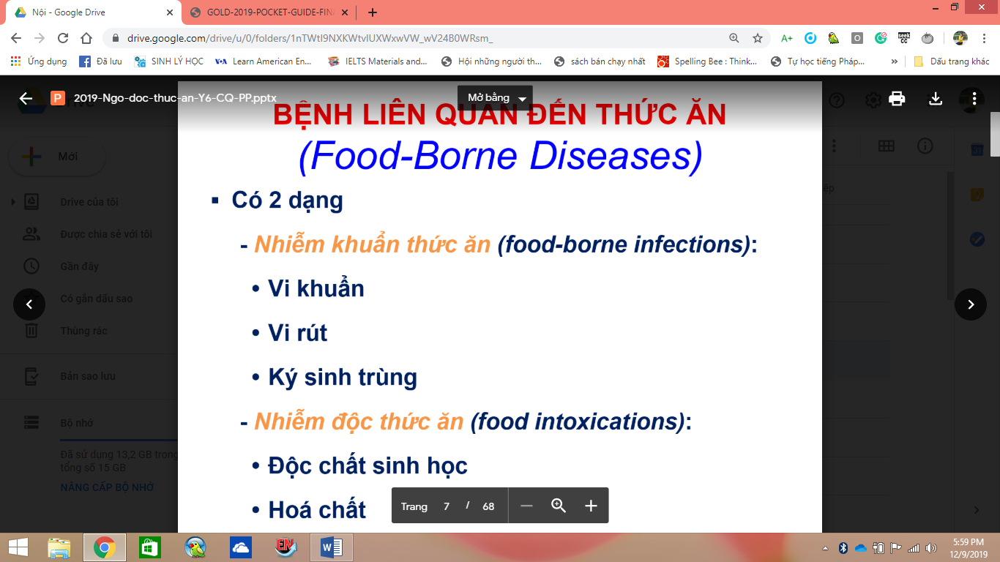 Nội - Google Drive
GOLD-2019-POCKET-GUIDE-FIN
drive.google.com/drive/u/0/folders/1nTWtI9NXKWtvIUXWxwVW_wV24B0WRsm_
Ứng dụng
Đã lưu
SINH LÝ HỌC
VOA Learn American En...
IELTS Materials and...
Hội những người th...
sách bán chạy nhất
Spelling Bee : Think...
Tự học tiếng Pháp...
»
Dấu trang khác
P 2019-Ngo-doc-thuc-an-Y6-CQ-PP.pptx
Mở bằng
BỆNH LIÊN QUAN ĐẾN THỨC ĂN
(Food-Borne Diseases)
▪ Có 2 dạng
- Nhiễm khuẩn thức ăn (food-borne infections):
• Vi khuẩn
• Vi rút
• Ký sinh trùng
- Nhiễm độc thức ăn (food intoxications):
• Độc chất sinh học
• Hoá chất
Trang 7 / 68
Mới
Drive của tôi
Được chia sẻ với tôi
Gần đây
Có gắn dấu sao
Thùng rác
Bản sao lưu
Bộ nhớ
Đã sử dụng 13,2 GB trong
tổng số 15 GB
NÂNG CẤP BỘ NHỚ
5:59 PM
12/9/2019